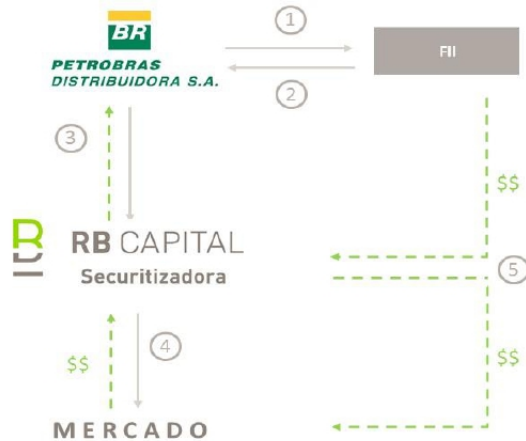 BR
PETROBRAS
DISTRIBUIDORA S.A.
1
FII
2
3
$$
RB CAPITAL
Securitizadora
5
4
$$
$$
MERCADO